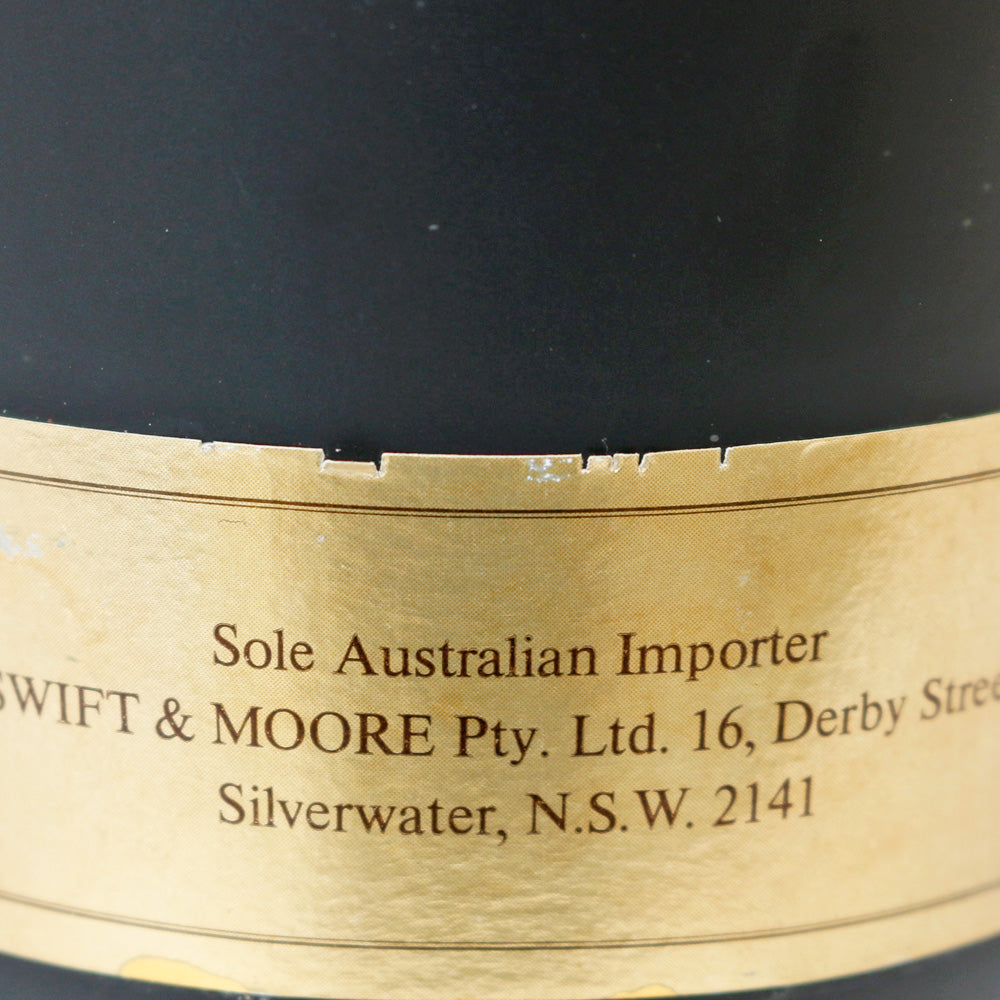 Sole Australian Importer
SWIFT & MOORE Pty. Ltd. 16, Derby Stree
Silverwater, N.S.W. 2141